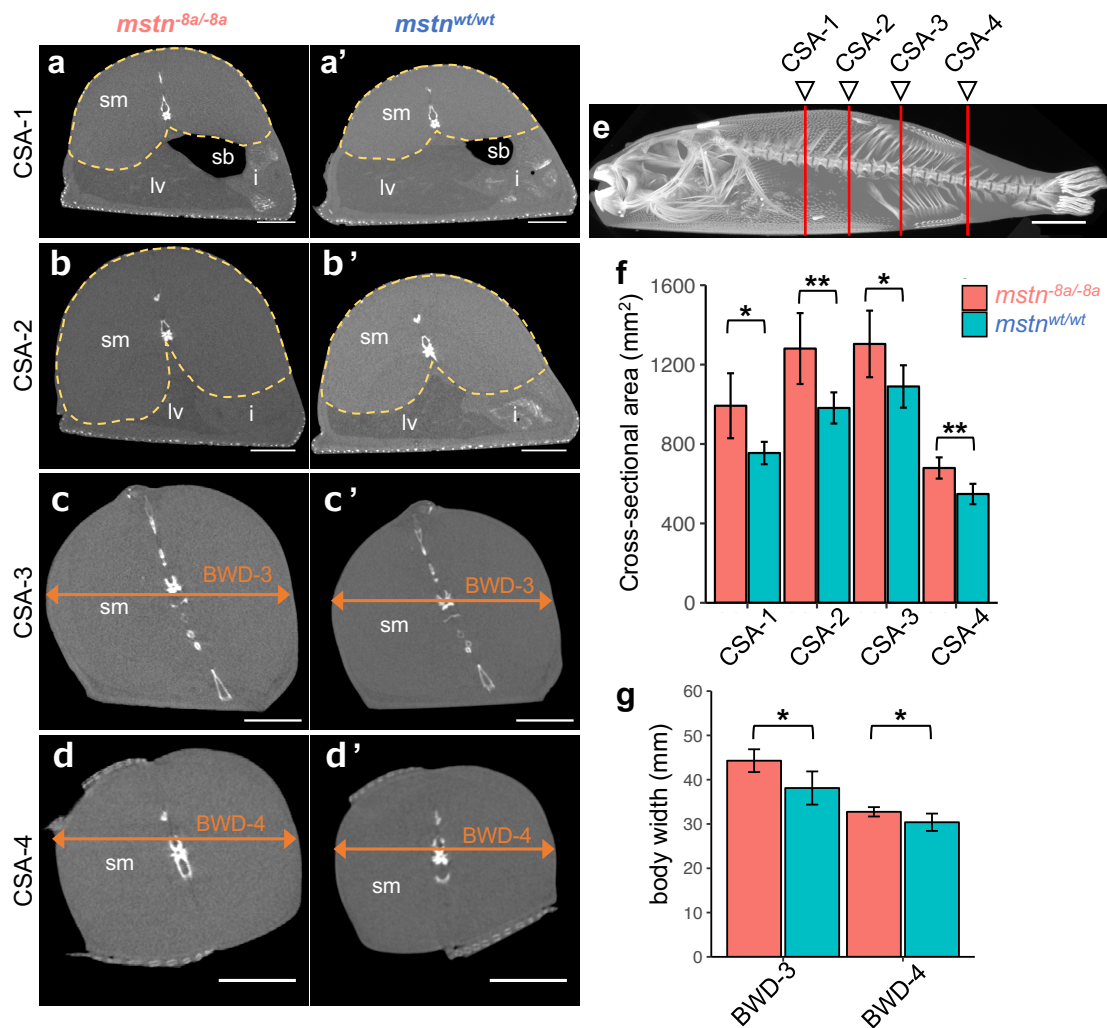 mstn-8a/-8a
mstnwt/wt
CSA-1
a
sm
sb
lv
i
a'
sm
sb
lv
i
CSA-2
b
sm
lv
i
b'
sm
lv
i
CSA-3
c
BWD-3
sm
c'
BWD-3
sm
CSA-4
d
BWD-4
sm
d'
BWD-4
sm
CSA-1
CSA-2
CSA-3
CSA-4
e
f
Cross-sectional area (mm²)
1600
1200
800
400
0
*
**
*
**
mstn-8a/-8a
mstnwt/wt
CSA-1
CSA-2
CSA-3
CSA-4
g
body width (mm)
60
50
40
30
20
10
0
*
*
BWD-3
BWD-4